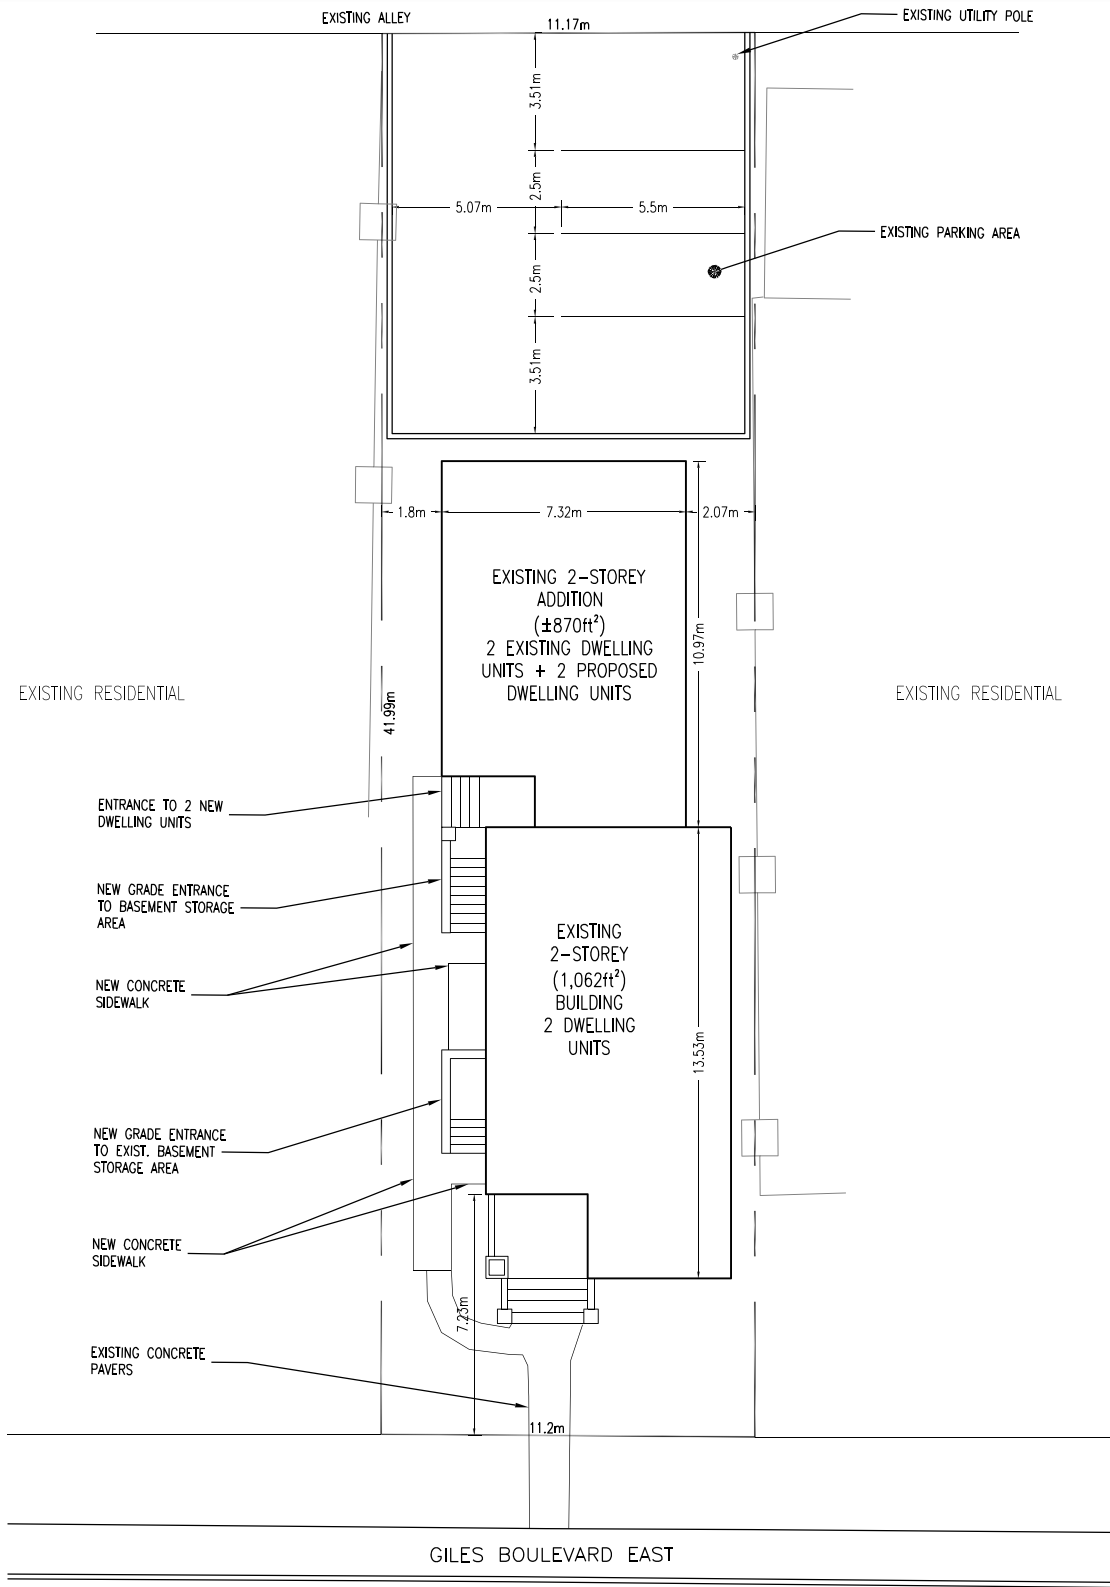 EXISTING ALLEY
11.17m
EXISTING UTILITY POLE
3.51m
2.5m
5.07m
5.5m
EXISTING PARKING AREA
2.5m
3.51m
1.8m
7.32m
2.07m
EXISTING 2-STOREY
ADDITION
(±870ft²)
2 EXISTING DWELLING
UNITS + 2 PROPOSED
DWELLING UNITS
10.97m
EXISTING RESIDENTIAL
41.99m
EXISTING RESIDENTIAL
ENTRANCE TO 2 NEW
DWELLING UNITS
NEW GRADE ENTRANCE
TO BASEMENT STORAGE
AREA
EXISTING
2-STOREY
(1,062ft²)
BUILDING
2 DWELLING
UNITS
NEW CONCRETE
SIDEWALK
13.53m
NEW GRADE ENTRANCE
TO EXIST. BASEMENT
STORAGE AREA
NEW CONCRETE
SIDEWALK
7.23m
EXISTING CONCRETE
PAVERS
11.2m
GILES BOULEVARD EAST